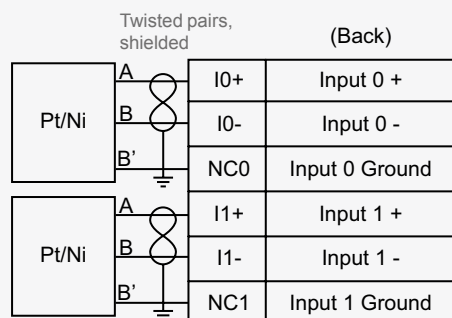 Twisted pairs,
shielded
(Back)
A I0+ Input 0 +
Pt/Ni B I0- Input 0 -
B' NC0 Input 0 Ground
A I1+ Input 1 +
Pt/Ni B I1- Input 1 -
B' NC1 Input 1 Ground